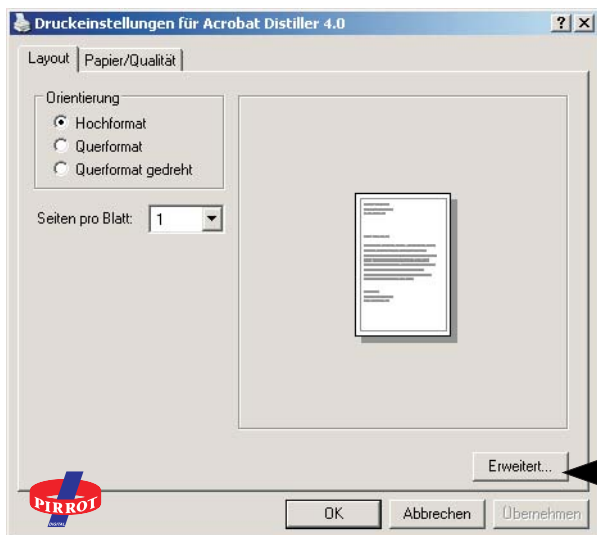 Druckeinstellungen für Acrobat Distiller 4.0
Layout
Papier/Qualität
Orientierung
Hochformat
Querformat
Querformat gedreht
Seiten pro Blatt: 1
Erweitert...
PIRROT
DIGITAL
OK
Abbrechen
Übernehmen